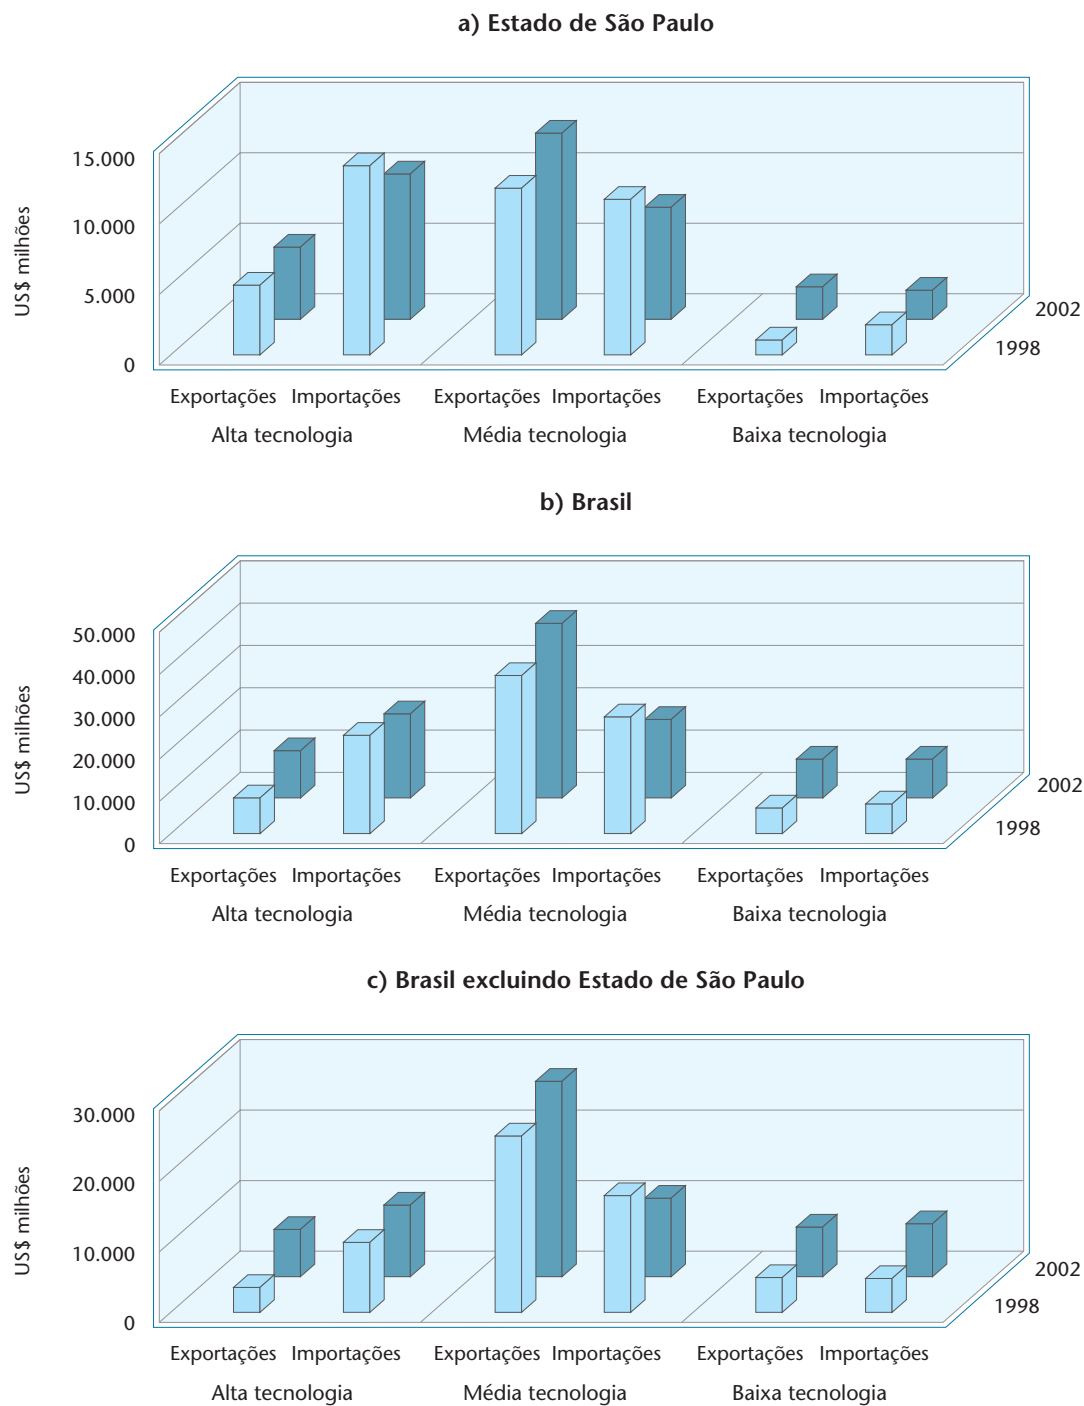 a) Estado de São Paulo
US$ milhões
15.000
10.000
5.000
0
2002
1998
Exportações Importações Exportações Importações Exportações Importações
Alta tecnologia Média tecnologia Baixa tecnologia
b) Brasil
US$ milhões
50.000
40.000
30.000
20.000
10.000
0
2002
1998
Exportações Importações Exportações Importações Exportações Importações
Alta tecnologia Média tecnologia Baixa tecnologia
c) Brasil excluindo Estado de São Paulo
US$ milhões
30.000
20.000
10.000
0
2002
1998
Exportações Importações Exportações Importações Exportações Importações
Alta tecnologia Média tecnologia Baixa tecnologia